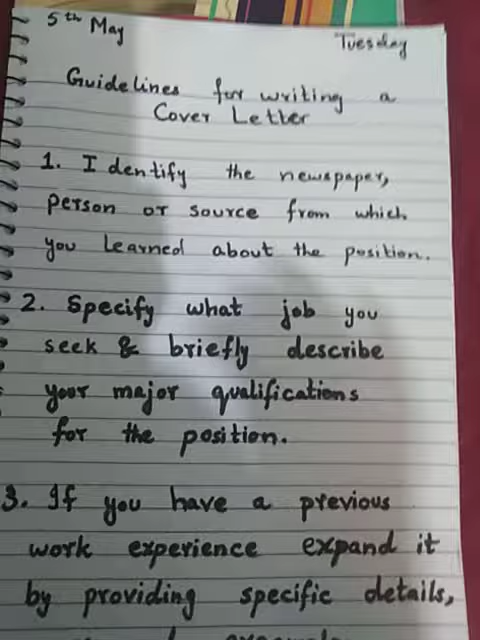 5th May
Tuesday
Guidelines for writing a
Cover Letter
1. Identify the newspaper,
person or source from which
you learned about the position.
2. Specify what job you
seek & briefly describe
your major qualifications
for the position.
3. If you have a previous
work experience expand it
by providing specific details,